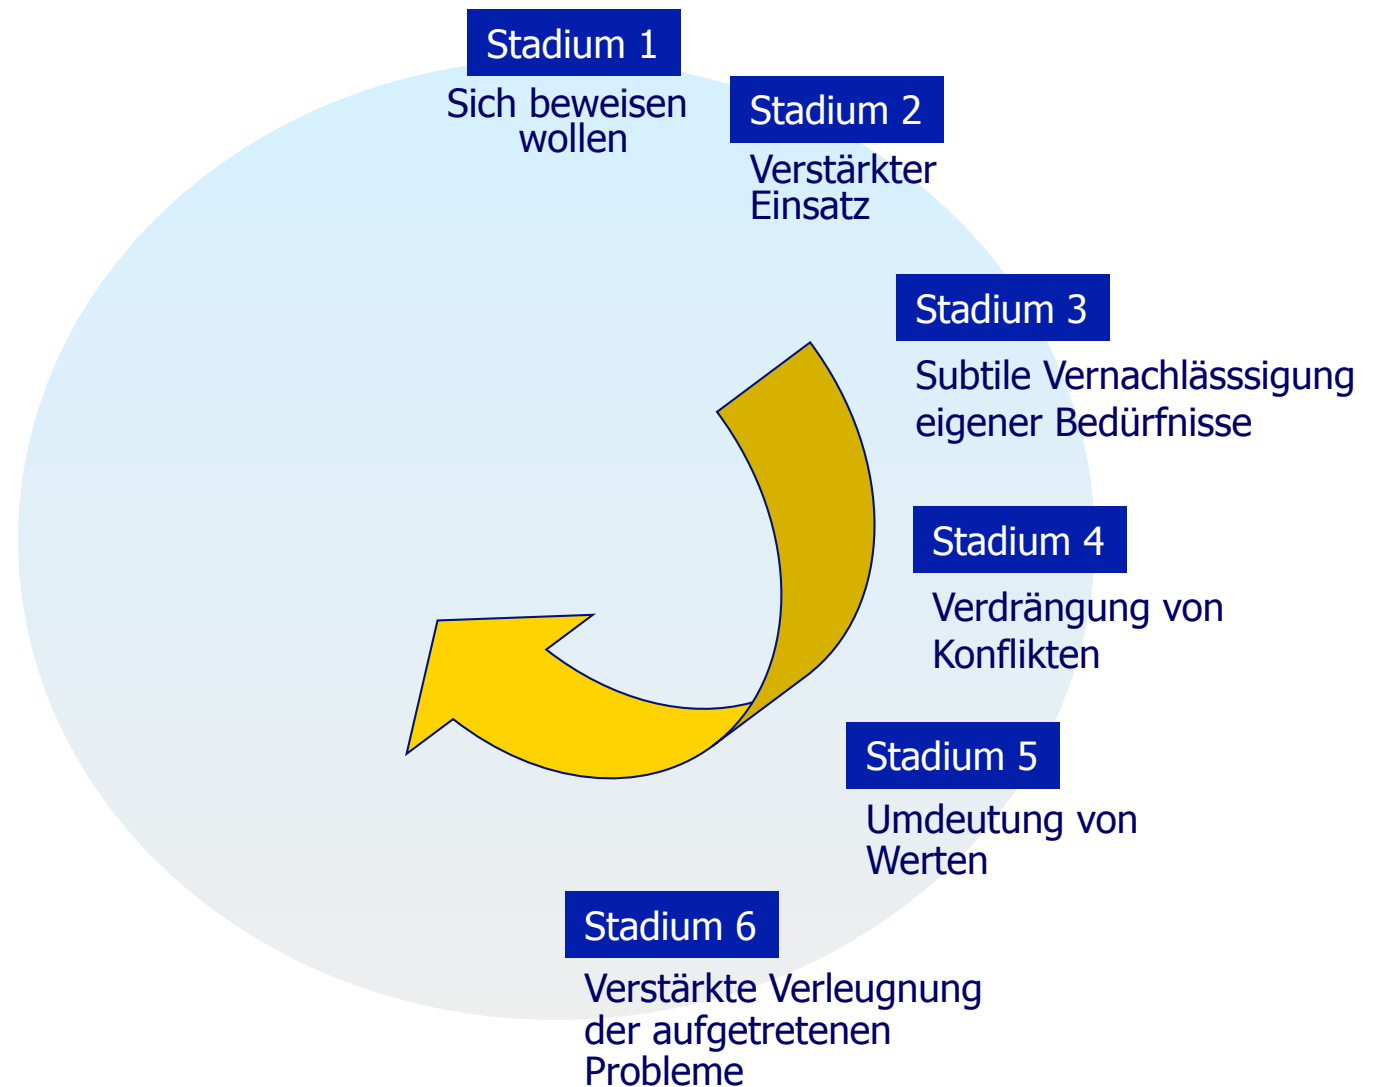 Stadium 1
Sich beweisen
wollen
Stadium 2
Verstärkter
Einsatz
Stadium 3
Subtile Vernachlässsigung
eigener Bedürfnisse
Stadium 4
Verdrängung von
Konflikten
Stadium 5
Umdeutung von
Werten
Stadium 6
Verstärkte Verleugnung
der aufgetretenen
Probleme